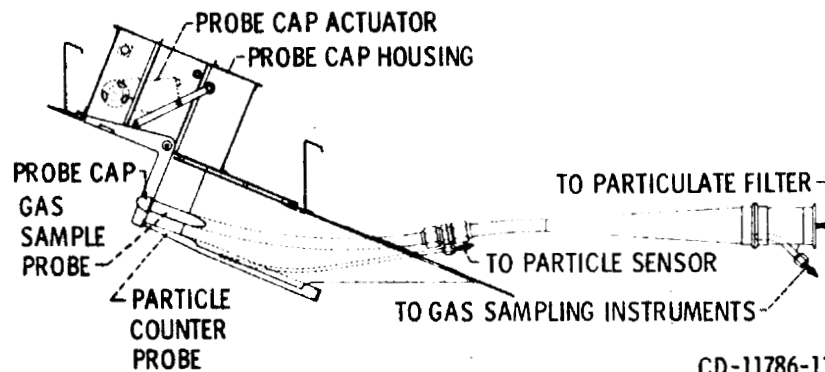 PROBE CAP ACTUATOR
PROBE CAP HOUSING
PROBE CAP
GAS
SAMPLE
PROBE
PARTICLE
COUNTER
PROBE
TO PARTICULATE FILTER
TO PARTICLE SENSOR
TO GAS SAMPLING INSTRUMENTS